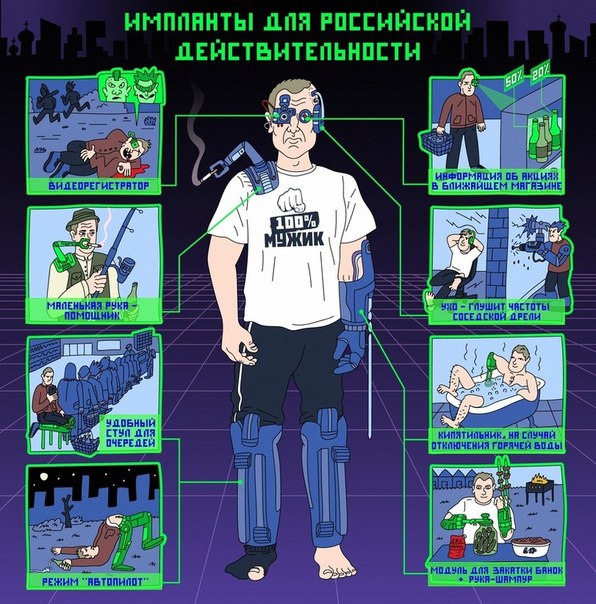 ИМПЛАНТЫ ДЛЯ РОССИЙСКОЙ
ДЕЙСТВИТЕЛЬНОСТИ
ВИДЕОРЕГИСТРАТОР
50% 20%
ИНФОРМАЦИЯ ОБ АКЦИЯХ
В БЛИЖАЙШЕМ МАГАЗИНЕ
100%
МУЖИК
МАЛЕНЬКАЯ РУКА -
ПОМОЩНИК
УХО - ГЛУШИТ ЧАСТОТЫ
СОСЕДСКОЙ ДРЕЛИ
УДОБНЫЙ
СТУЛ ДЛЯ
ОЧЕРЕДЕЙ
КИПЯТИЛЬНИК, НА СЛУЧАЙ
ОТКЛЮЧЕНИЯ ГОРЯЧЕЙ ВОДЫ
РЕЖИМ "АВТОПИЛОТ"
МОДУЛЬ ДЛЯ ЗАКАТКИ БАНОК
+ РУКА-ШАМПУР